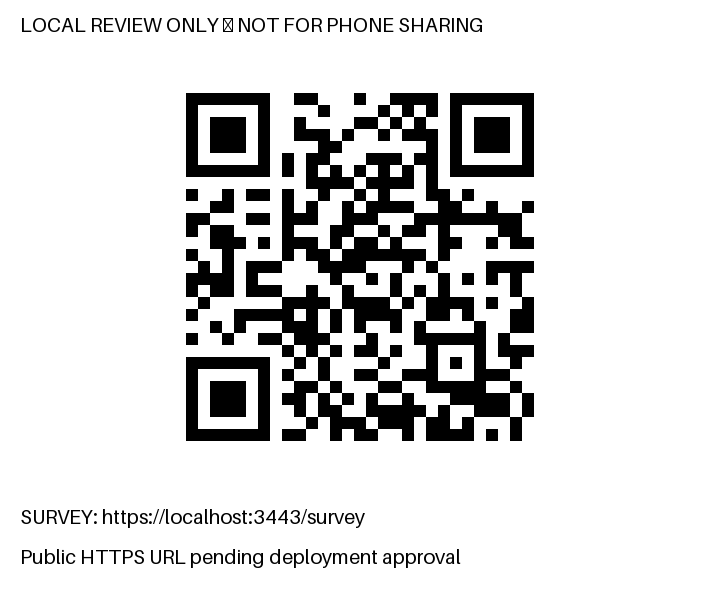 LOCAL REVIEW ONLY NOT FOR PHONE SHARING
SURVEY: https://localhost:3443/survey
Public HTTPS URL pending deployment approval